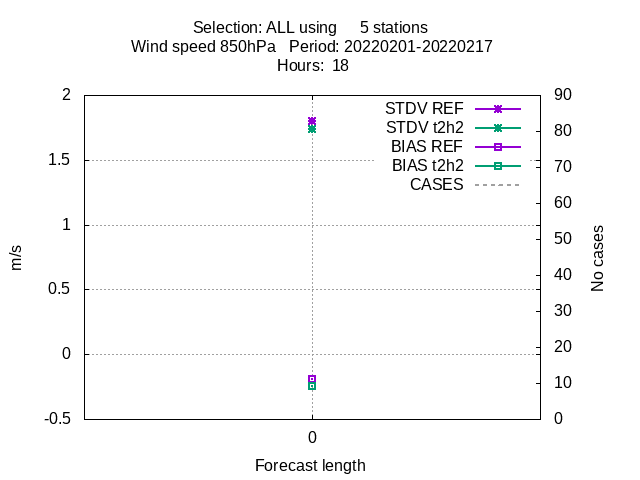 Selection: ALL using     5 stations
Wind speed 850hPa   Period: 20220201-20220217
Hours:  18
2
1.5
1
0.5
0
-0.5
m/s
90
80
70
60
50
40
30
20
10
0
No cases
STDV REF
STDV t2h2
BIAS REF
BIAS t2h2
CASES
0
Forecast length